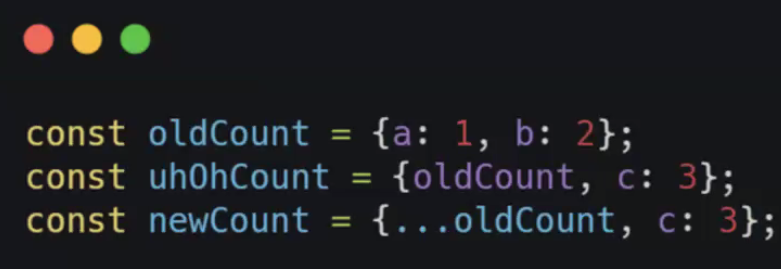 const oldCount = {a: 1, b: 2};
const uhOhCount = {oldCount, c: 3};
const newCount = {...oldCount, c: 3};